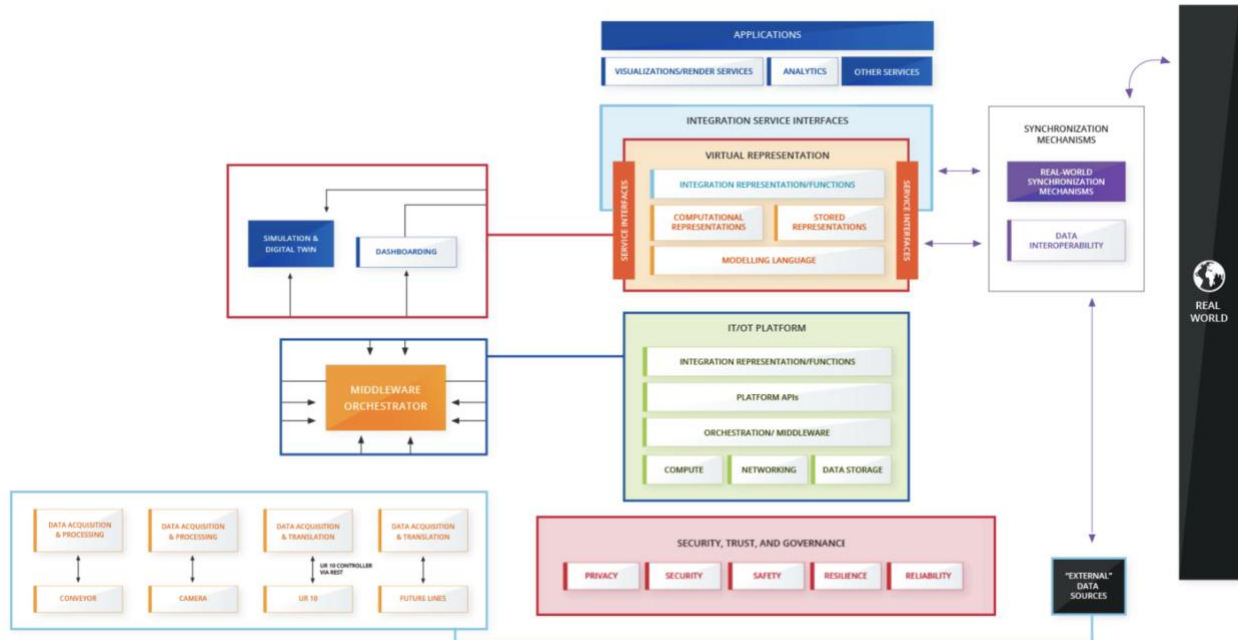 APPLICATIONS
VISUALIZATIONS/RENDER SERVICES
ANALYTICS
OTHER SERVICES
INTEGRATION SERVICE INTERFACES
VIRTUAL REPRESENTATION
SERVICE INTERFACES
INTEGRATION REPRESENTATION/FUNCTIONS
COMPUTATIONAL
REPRESENTATIONS
STORED
REPRESENTATIONS
MODELLING LANGUAGE
SERVICE INTERFACES
SYNCHRONIZATION
MECHANISMS
REAL-WORLD
SYNCHRONIZATION
MECHANISMS
DATA
INTEROPERABILITY
REAL
WORLD
SIMULATION &
DIGITAL TWIN
DASHBOARDING
MIDDLEWARE
ORCHESTRATOR
IT/OT PLATFORM
INTEGRATION REPRESENTATION/FUNCTIONS
PLATFORM APIs
ORCHESTRATION/ MIDDLEWARE
COMPUTE
NETWORKING
DATA STORAGE
DATA ACQUISITION
& PROCESSING
DATA ACQUISITION
& PROCESSING
DATA ACQUISITION
& TRANSLATION
DATA ACQUISITION
& TRANSLATION
UR 10 CONTROLLER
VIA REST
CONVEYOR
CAMERA
UR 10
FUTURE LINES
SECURITY, TRUST, AND GOVERNANCE
PRIVACY
SECURITY
SAFETY
RESILIENCE
RELIABILITY
"EXTERNAL"
DATA
SOURCES